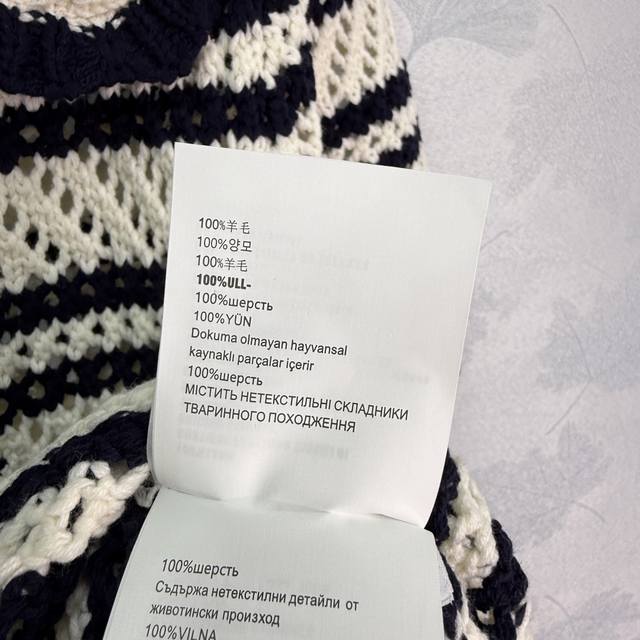 100%羊毛
100%양모
100%羊毛
100%ULL-
100%шерсть
100%YÜN
Dokuma olmayan hayvansal
kaynaklı parçalar içerir
100%шерсть
МІСТИТЬ НЕТЕКСТИЛЬНІ СКЛАДНИКИ
ТВАРИННОГО ПОХОДЖЕННЯ
100%шерсть
Съдържа нетекстилни детайли от
животински произход
100%VILNA